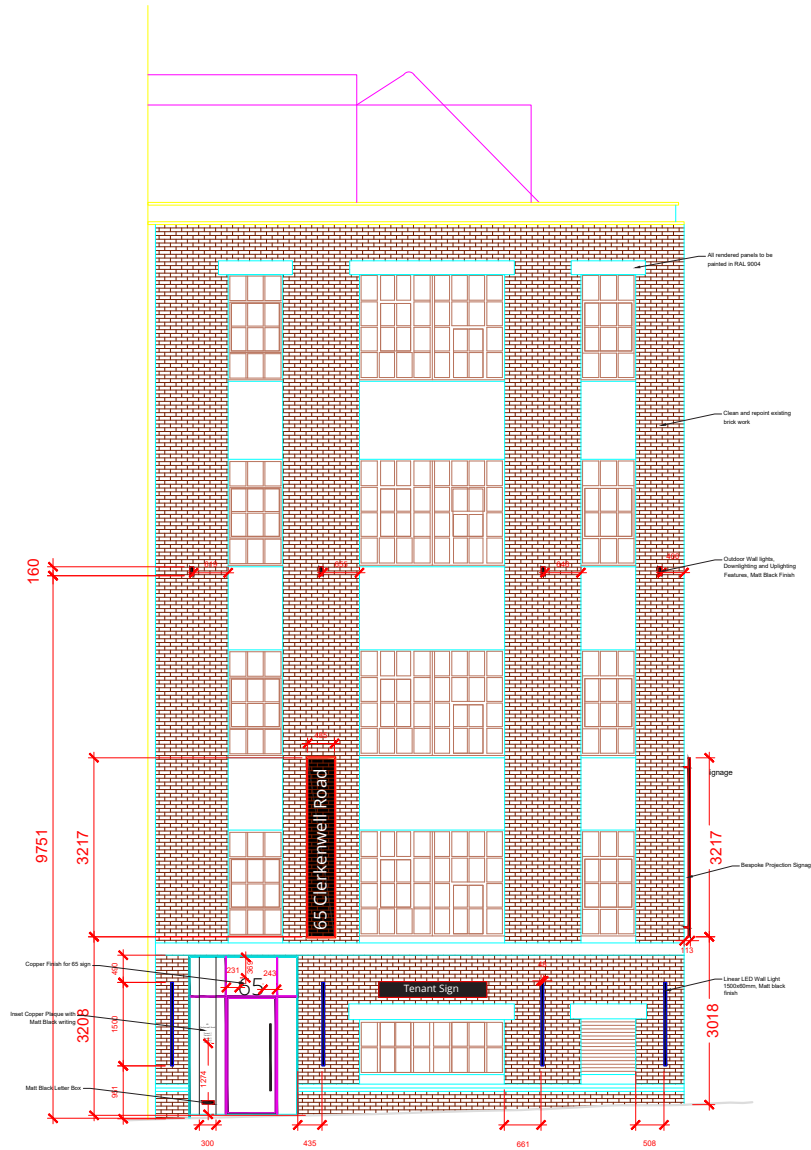 All rendered panels to be
painted in RAL 9004
Clean and repoint existing
brick work
160
Outdoor Wall lights,
Downlighting and Uplighting
Features, Matt Black Finish
9751
3217
65 Clerkenwell Road
ignage
3217
Bespoke Projection Signag
113
Copper Finish for 65 sign
231
243
65
490
Tenant Sign
Linear LED Wall Light
1500x60mm, Matt black
finish
Inset Copper Plaque with
Matt Black writing
1500
3208
3018
1274
Matt Black Letter Box
300
435
661
508